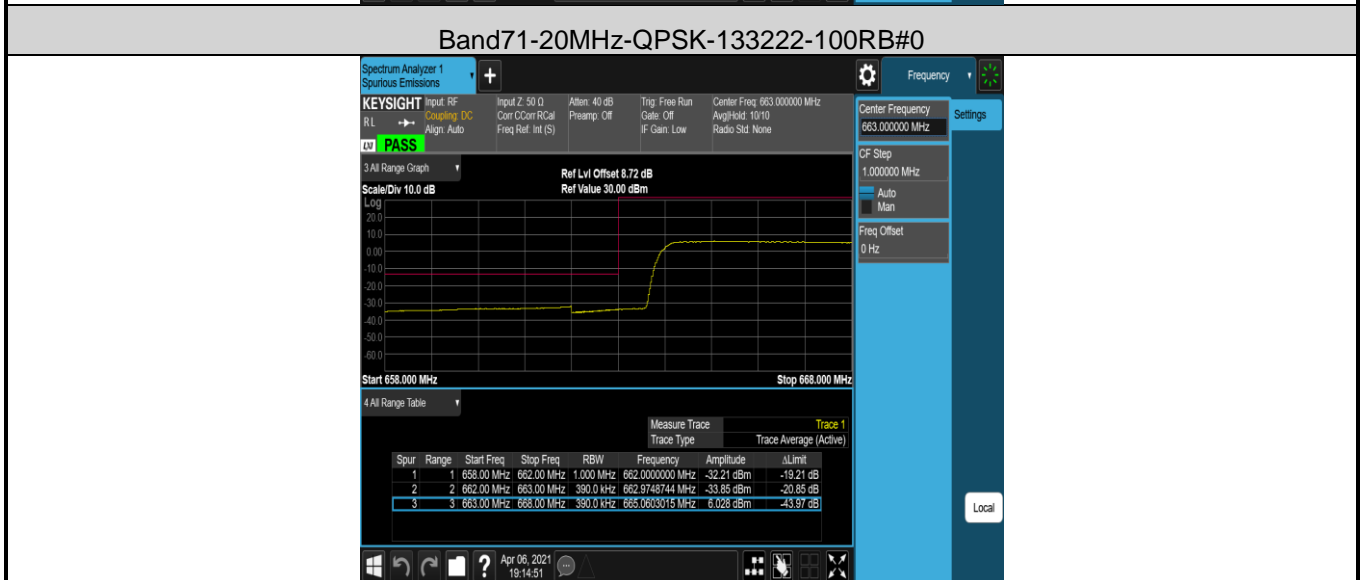 Band71-20MHz-QPSK-133222-100RB#0
Spectrum Analyzer 1
Spurious Emissions
+
Frequency
KEYSIGHT
RL
LXI
PASS
Input: RF
Coupling: DC
Align: Auto
Input Z: 50 Ω
Corr CCorr RCal
Freq Ref: Int (S)
Atten: 40 dB
Preamp: Off
Trig: Free Run
Gate: Off
IF Gain: Low
Center Freq: 663.000000 MHz
Avg|Hold: 10/10
Radio Std: None
Center Frequency
663.000000 MHz
Settings
CF Step
1.000000 MHz
Auto
Man
Freq Offset
0 Hz
3 All Range Graph
Ref Lvl Offset 8.72 dB
Scale/Div 10.0 dB
Ref Value 30.00 dBm
Log
20.0
10.0
0.00
-10.0
-20.0
-30.0
-40.0
-50.0
-60.0
Start 658.000 MHz
Stop 668.000 MHz
4 All Range Table
Measure Trace Trace 1
Trace Type Trace Average (Active)
Spur Range Start Freq Stop Freq RBW Frequency Amplitude ΔLimit
1 1 658.00 MHz 662.00 MHz 1.000 MHz 662.0000000 MHz -32.21 dBm -19.21 dB
2 2 662.00 MHz 663.00 MHz 390.0 kHz 662.9748744 MHz -33.85 dBm -20.85 dB
3 3 663.00 MHz 668.00 MHz 390.0 kHz 665.0603015 MHz 6.028 dBm -43.97 dB
Local
?
Apr 06, 2021
19:14:51